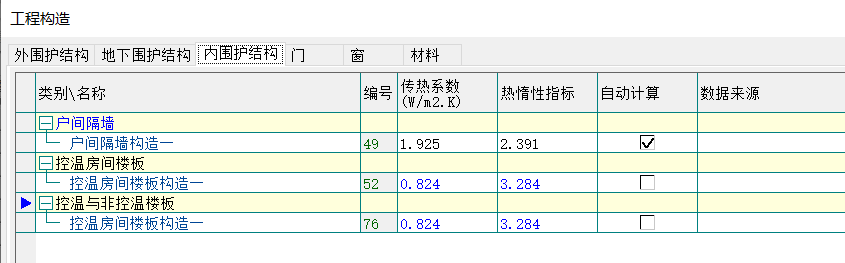 工程构造
外围护结构 地下围护结构 内围护结构 门 窗 材料
类别\名称 编号 传热系数 (W/m2.K) 热惰性指标 自动计算 数据来源
户间隔墙
户间隔墙构造一 49 1.925 2.391
控温房间楼板
控温房间楼板构造一 52 0.824 3.284
控温与非控温楼板
控温房间楼板构造一 76 0.824 3.284